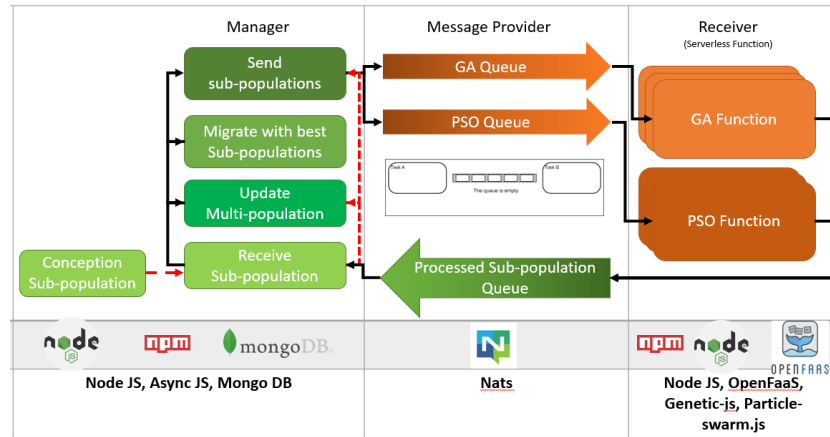 Manager
Message Provider
Receiver
(Serverless Function)
Send
sub-populations
Migrate with best
Sub-populations
Update
Multi-population
Receive
Sub-population
Conception
Sub-population
GA Queue
PSO Queue
Task A
Task B
The queue is empty
Processed Sub-population
Queue
GA Function
PSO Function
node
JS
npm
mongoDB.
N
npm
node
JS
OPENFAAS
Node JS, Async JS, Mongo DB
Nats
Node JS, OpenFaaS,
Genetic-js, Particle-
swarm.js